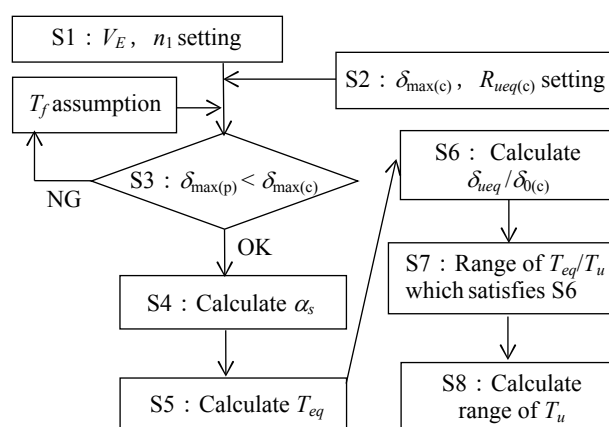 S1 : V_E, n_1 setting
S2 : δ_max(c), R_ueq(c) setting
T_f assumption
S3 : δ_max(p) < δ_max(c)
NG
OK
S4 : Calculate α_s
S5 : Calculate T_eq
S6 : Calculate
δ_ueq/δ_0(c)
S7 : Range of T_eq/T_u
which satisfies S6
S8 : Calculate
range of T_u